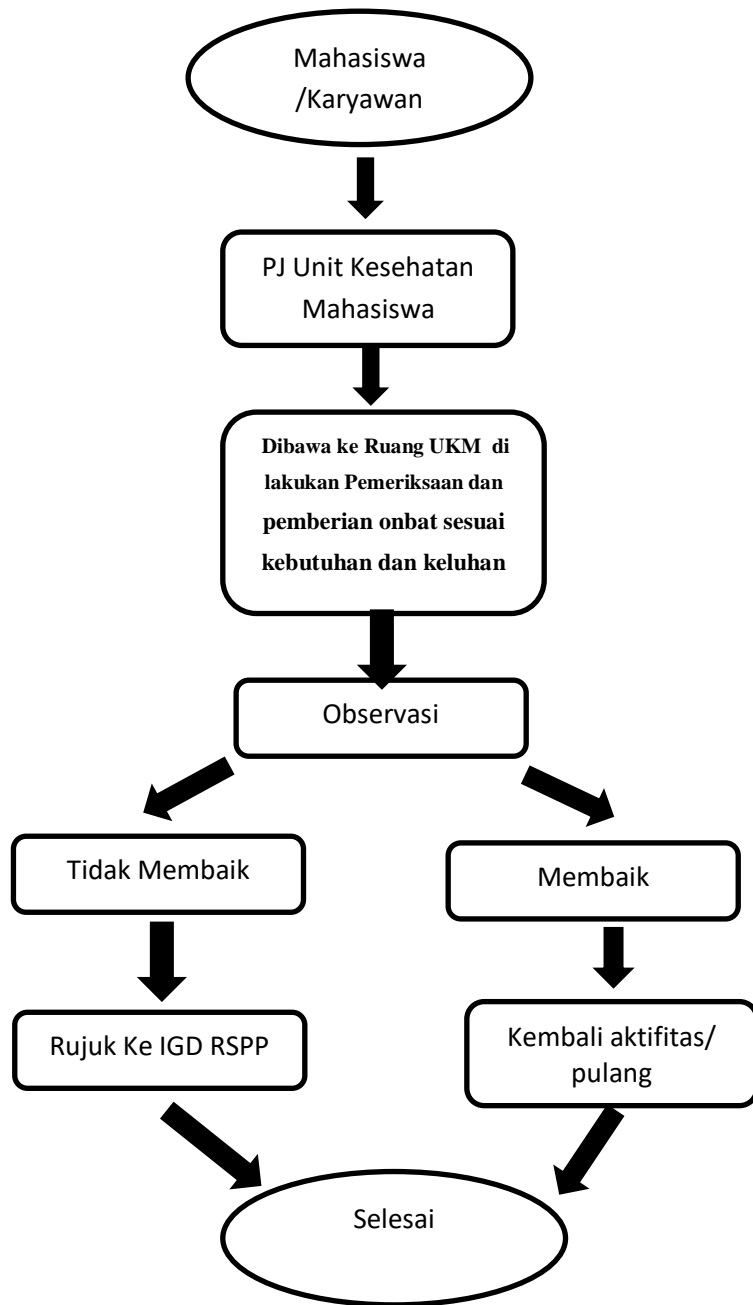 Mahasiswa
/Karyawan
PJ Unit Kesehatan
Mahasiswa
Dibawa ke Ruang UKM di
lakukan Pemeriksaan dan
pemberian onbat sesuai
kebutuhan dan keluhan
Observasi
Tidak Membaik
Membaik
Rujuk Ke IGD RSPP
Kembali aktifitas/
pulang
Selesai